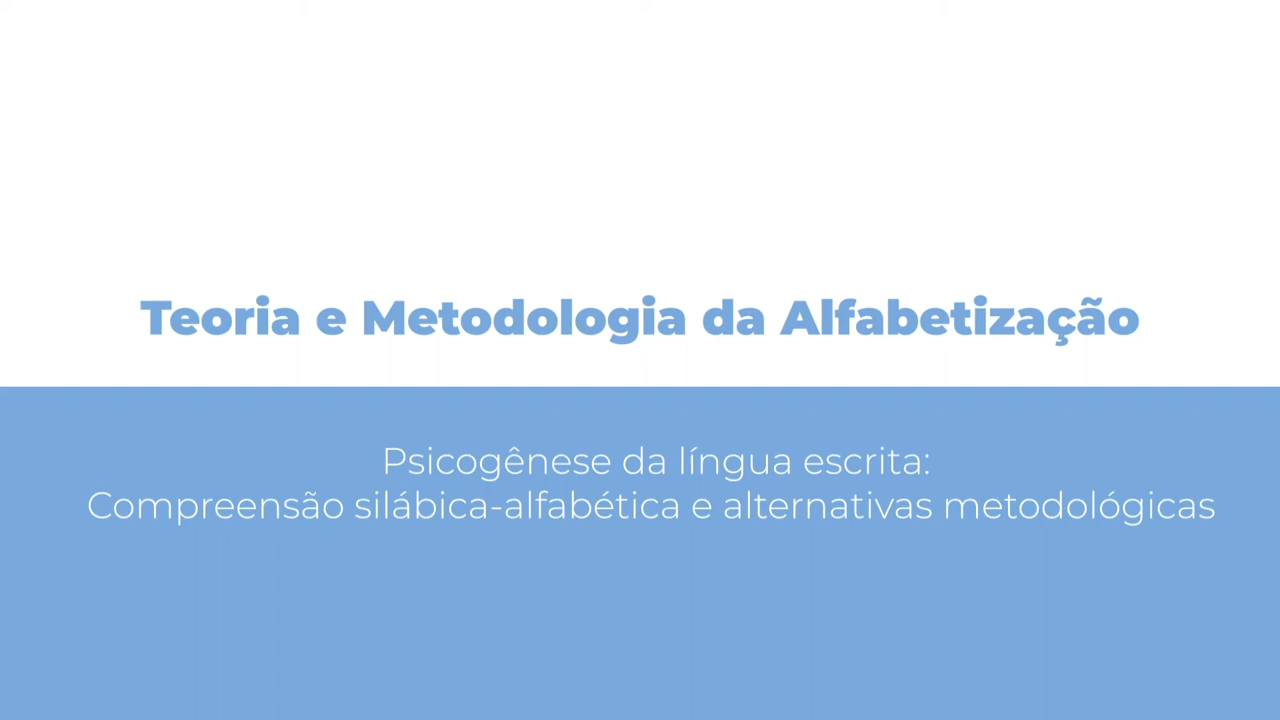 Teoria e Metodologia da Alfabetização
Psicogênese da língua escrita:
Compreensão silábica-alfabética e alternativas metodológicas